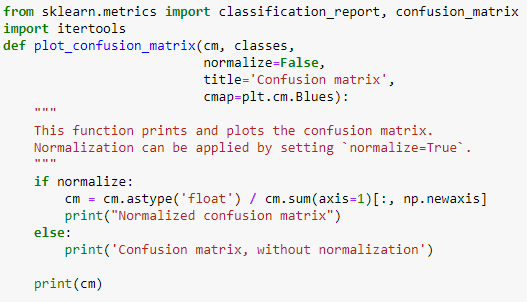 from sklearn.metrics import classification_report, confusion_matrix
import itertools
def plot_confusion_matrix(cm, classes,
                          normalize=False,
                          title='Confusion matrix',
                          cmap=plt.cm.Blues):
    """
    This function prints and plots the confusion matrix.
    Normalization can be applied by setting `normalize=True`.
    """
    if normalize:
        cm = cm.astype('float') / cm.sum(axis=1)[:, np.newaxis]
        print("Normalized confusion matrix")
    else:
        print('Confusion matrix, without normalization')

    print(cm)